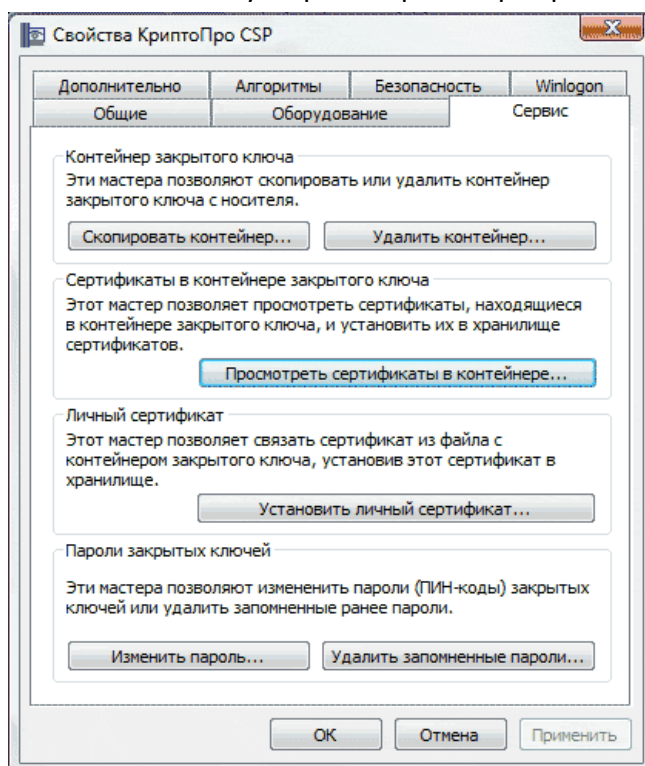 Свойства КриптоПро CSP
Дополнительно Алгоритмы Безопасность Winlogon
Общие Оборудование Сервис
Контейнер закрытого ключа
Эти мастера позволяют скопировать или удалить контейнер
закрытого ключа с носителя.
Скопировать контейнер... Удалить контейнер...
Сертификаты в контейнере закрытого ключа
Этот мастер позволяет просмотреть сертификаты, находящиеся
в контейнере закрытого ключа, и установить их в хранилище
сертификатов.
Просмотреть сертификаты в контейнере...
Личный сертификат
Этот мастер позволяет связать сертификат из файла с
контейнером закрытого ключа, установив этот сертификат в
хранилище.
Установить личный сертификат...
Пароли закрытых ключей
Эти мастера позволяют измененить пароли (ПИН-коды) закрытых
ключей или удалить запомненные ранее пароли.
Изменить пароль... Удалить запомненные пароли...
ОК Отмена Применить